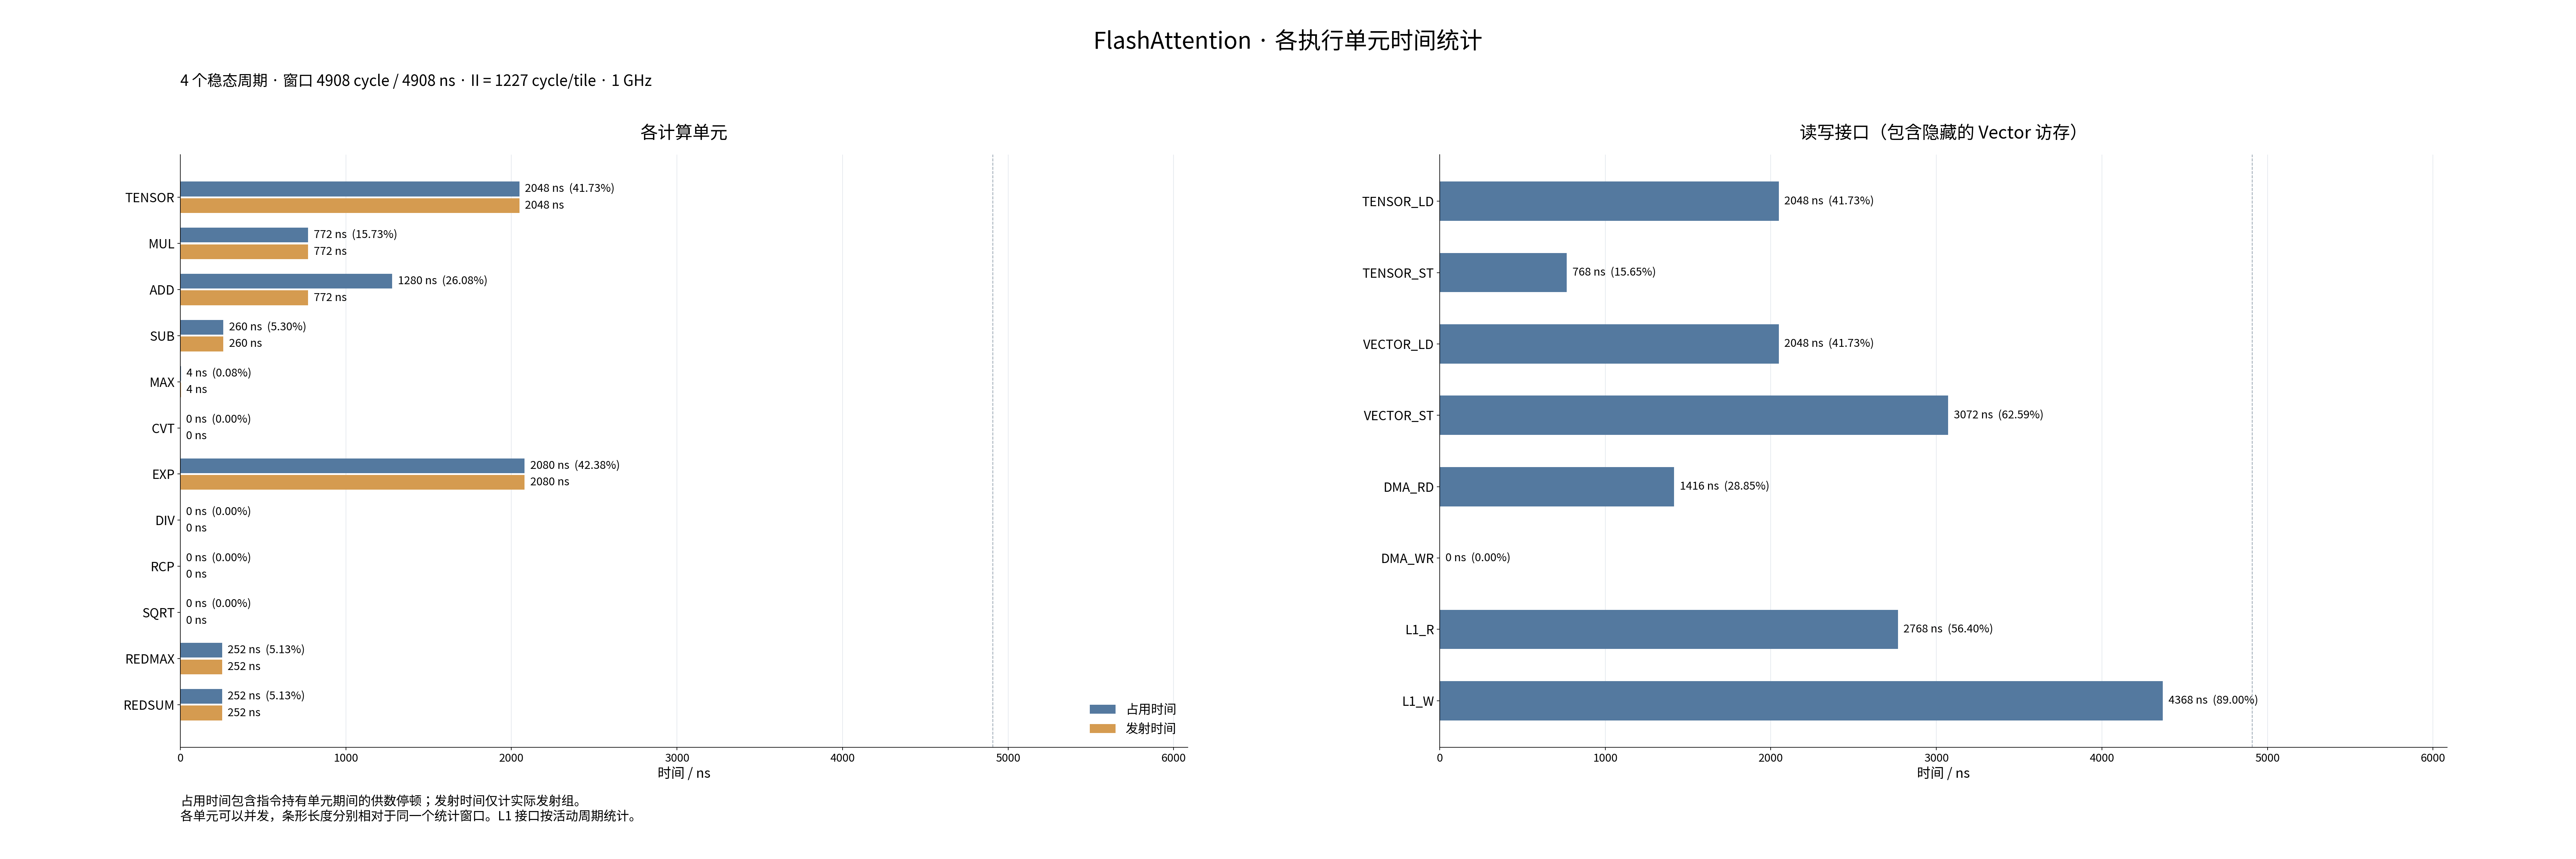 FlashAttention · 各执行单元时间统计
4 个稳态周期 · 窗口 4908 cycle / 4908 ns · II = 1227 cycle/tile · 1 GHz
各计算单元
TENSOR
2048 ns (41.73%)
2048 ns
MUL
772 ns (15.73%)
772 ns
ADD
1280 ns (26.08%)
772 ns
SUB
260 ns (5.30%)
260 ns
MAX
4 ns (0.08%)
4 ns
CVT
0 ns (0.00%)
0 ns
EXP
2080 ns (42.38%)
2080 ns
DIV
0 ns (0.00%)
0 ns
RCP
0 ns (0.00%)
0 ns
SQRT
0 ns (0.00%)
0 ns
REDMAX
252 ns (5.13%)
252 ns
REDSUM
252 ns (5.13%)
252 ns
占用时间
发射时间
0 1000 2000 3000 4000 5000 6000
时间 / ns
读写接口（包含隐藏的 Vector 访存）
TENSOR_LD 2048 ns (41.73%)
TENSOR_ST 768 ns (15.65%)
VECTOR_LD 2048 ns (41.73%)
VECTOR_ST 3072 ns (62.59%)
DMA_RD 1416 ns (28.85%)
DMA_WR 0 ns (0.00%)
L1_R 2768 ns (56.40%)
L1_W 4368 ns (89.00%)
0 1000 2000 3000 4000 5000 6000
时间 / ns
占用时间包含指令持有单元期间的供数停顿；发射时间仅计实际发射组。
各单元可以并发，条形长度分别相对于同一个统计窗口。L1 接口按活动周期统计。